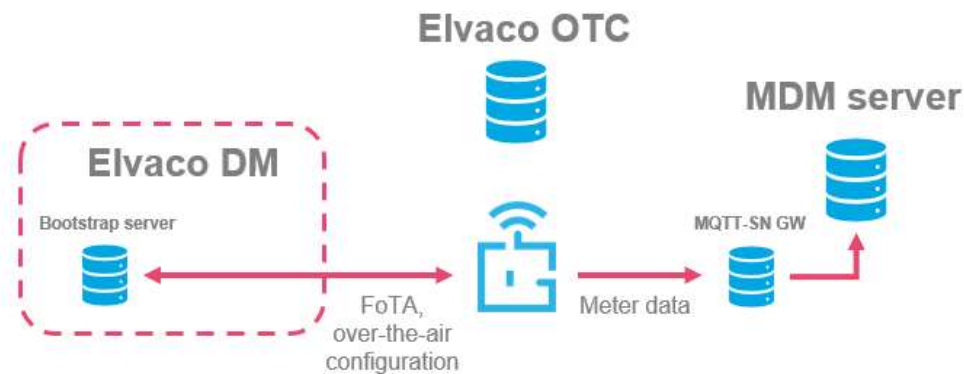 Elvaco OTC
MDM server
Elvaco DM
Bootstrap server
MQTT-SN GW
FoTA,
over-the-air
configuration
Meter data